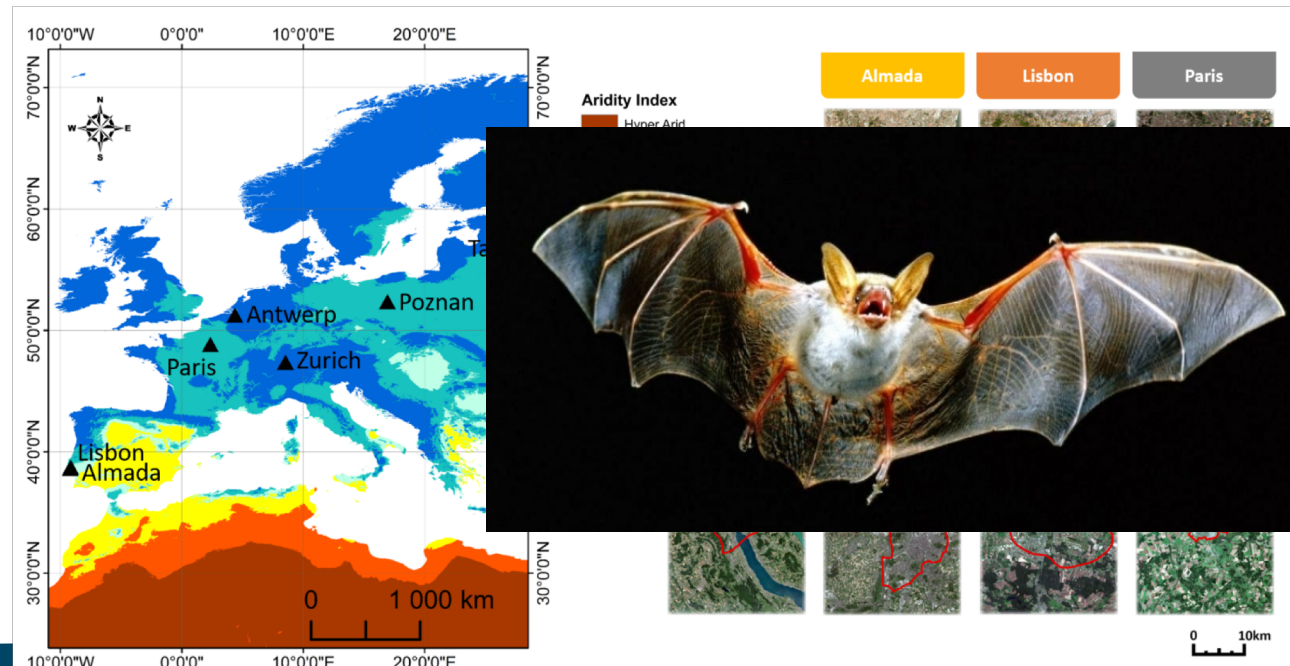 10°0'0"W 0°0'0" 10°0'0"E 20°0'0"E
70°0'0"N
60°0'0"N
50°0'0"N
40°0'0"N
30°0'0"N
N
W E
S
Antwerp
Poznan
Paris
Zurich
Lisbon
Almada
0 1 000 km
70°0'0"N
30°0'0"N
10°0'0"W 0°0'0" 10°0'0"E 20°0'0"E
Aridity Index
Hyper Arid
Almada Lisbon Paris
0 10km